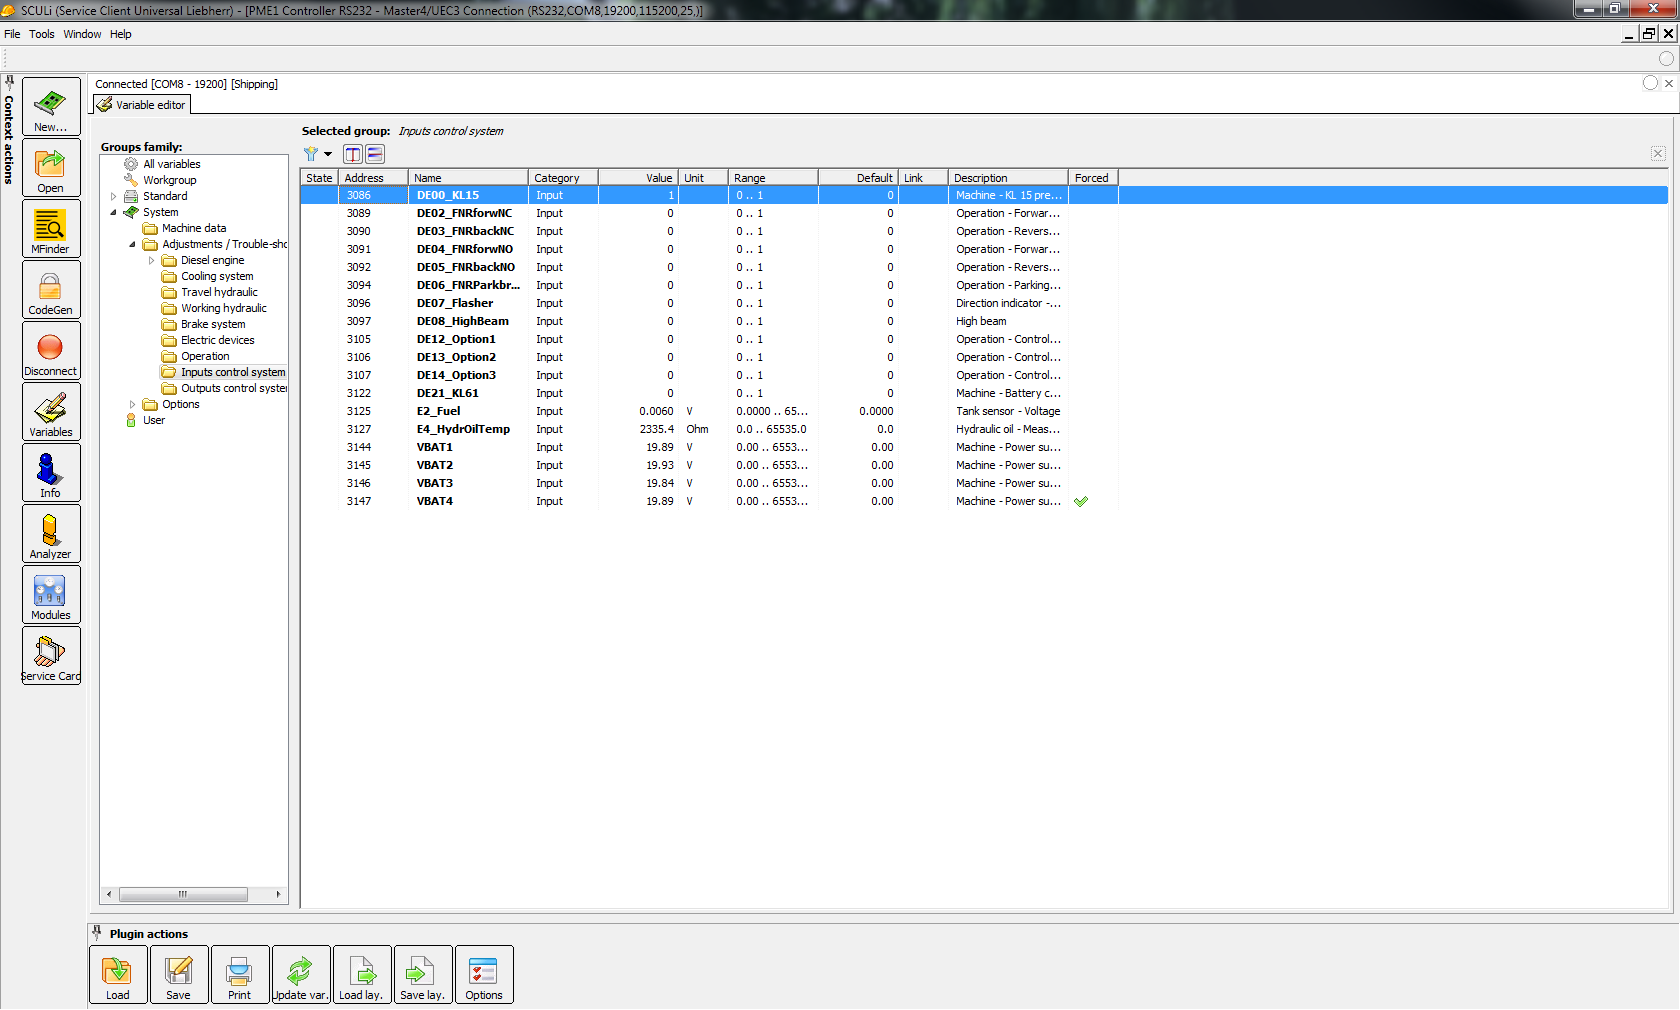 SCULi (Service Client Universal Liebherr) - [PME1 Controller RS232 - Master4/UEC3 Connection (RS232,COM8,19200,115200,25,)]
File Tools Window Help
Context actions
New...
Open
MFinder
CodeGen
Disconnect
Variables
Info
Analyzer
Modules
Service Card
Connected [COM8 - 19200] [Shipping]
Variable editor
Groups family:
All variables
Workgroup
Standard
System
Machine data
Adjustments / Trouble-sho
Diesel engine
Cooling system
Travel hydraulic
Working hydraulic
Brake system
Electric devices
Operation
Inputs control system
Outputs control syster
Options
User
Selected group: Inputs control system
State Address Name Category Value Unit Range Default Link Description Forced
3086 DE00_KL15 Input 1 0 .. 1 0 Machine - KL 15 pre...
3089 DE02_FNRforwNC Input 0 0 .. 1 0 Operation - Forwar...
3090 DE03_FNRbackNC Input 0 0 .. 1 0 Operation - Revers...
3091 DE04_FNRforwNO Input 0 0 .. 1 0 Operation - Forwar...
3092 DE05_FNRbackNO Input 0 0 .. 1 0 Operation - Revers...
3094 DE06_FNRParkbr... Input 0 0 .. 1 0 Operation - Parking...
3096 DE07_Flasher Input 0 0 .. 1 0 Direction indicator -...
3097 DE08_HighBeam Input 0 0 .. 1 0 High beam
3105 DE12_Option1 Input 0 0 .. 1 0 Operation - Control...
3106 DE13_Option2 Input 0 0 .. 1 0 Operation - Control...
3107 DE14_Option3 Input 0 0 .. 1 0 Operation - Control...
3122 DE21_KL61 Input 0 0 .. 1 0 Machine - Battery c...
3125 E2_Fuel Input 0.0060 V 0.0000 .. 65... 0.0000 Tank sensor - Voltage
3127 E4_HydrOilTemp Input 2335.4 Ohm 0.0 .. 65535.0 0.0 Hydraulic oil - Meas...
3144 VBAT1 Input 19.89 V 0.00 .. 6553... 0.00 Machine - Power su...
3145 VBAT2 Input 19.93 V 0.00 .. 6553... 0.00 Machine - Power su...
3146 VBAT3 Input 19.84 V 0.00 .. 6553... 0.00 Machine - Power su...
3147 VBAT4 Input 19.89 V 0.00 .. 6553... 0.00 Machine - Power su...
Plugin actions
Load
Save
Print
Update var.
Load lay.
Save lay.
Options